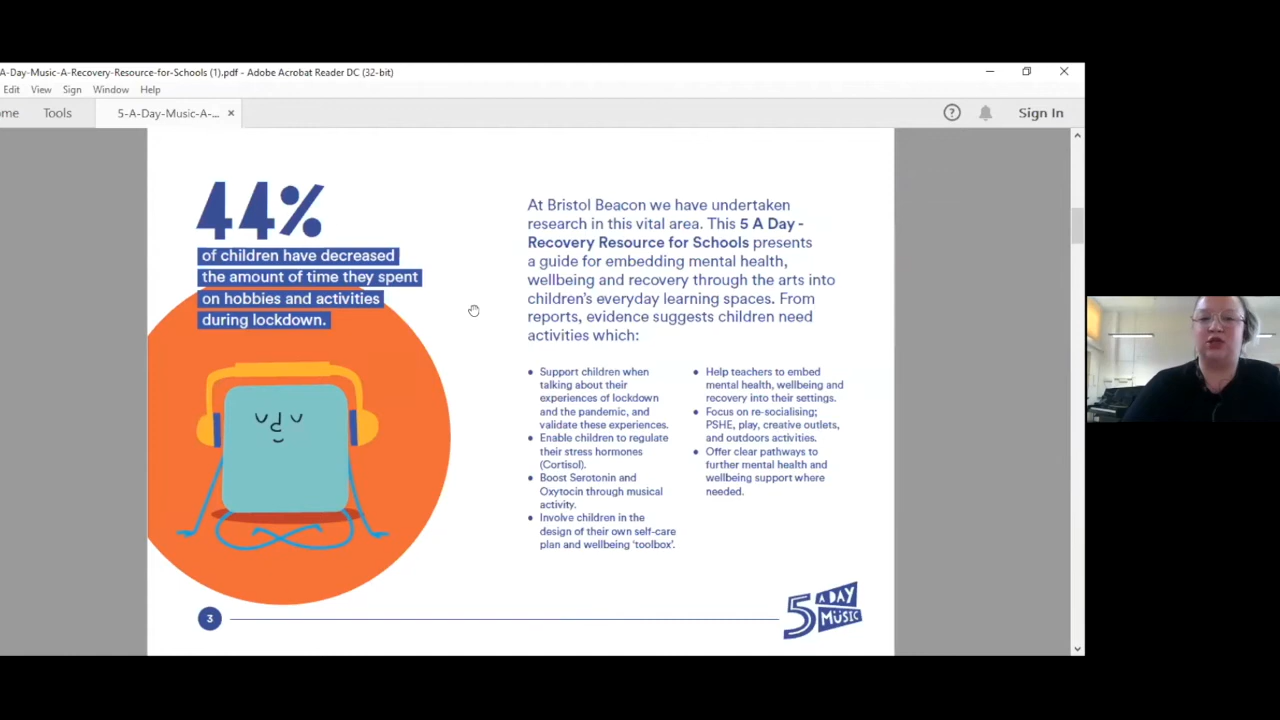 A-Day-Music-A-Recovery-Resource-for-Schools (1).pdf - Adobe Acrobat Reader DC (32-bit)
Edit View Sign Window Help
ome Tools 5-A-Day-Music-A-... × Sign In
44%
of children have decreased
the amount of time they spent
on hobbies and activities
during lockdown.
At Bristol Beacon we have undertaken
research in this vital area. This 5 A Day -
Recovery Resource for Schools presents
a guide for embedding mental health,
wellbeing and recovery through the arts into
children's everyday learning spaces. From
reports, evidence suggests children need
activities which:
• Support children when
talking about their
experiences of lockdown
and the pandemic, and
validate these experiences.
• Enable children to regulate
their stress hormones
(Cortisol).
• Boost Serotonin and
Oxytocin through musical
activity.
• Involve children in the
design of their own self-care
plan and wellbeing ‘toolbox’.
• Help teachers to embed
mental health, wellbeing and
recovery into their settings.
• Focus on re-socialising;
PSHE, play, creative outlets,
and outdoors activities.
• Offer clear pathways to
further mental health and
wellbeing support where
needed.
3
5 A DAY
MUSIC